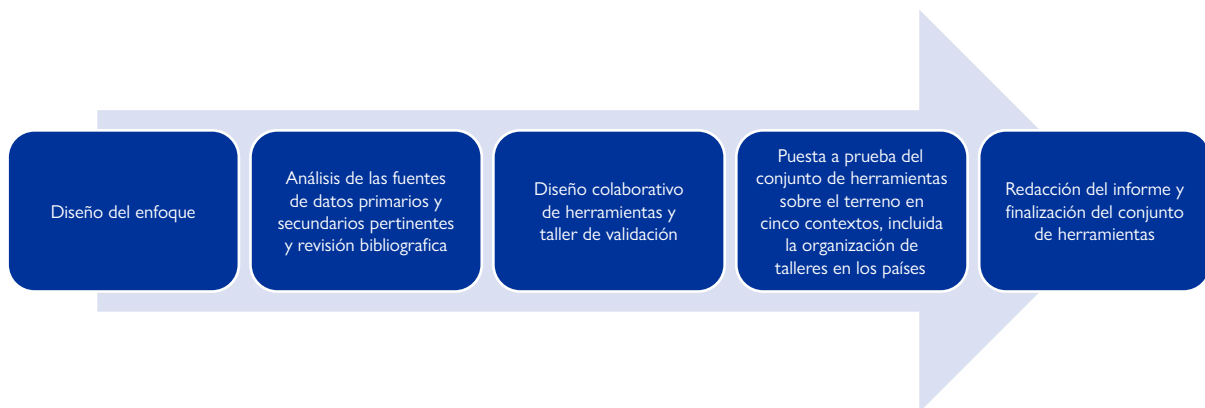 Diseño del enfoque
Análisis de las fuentes
de datos primarios y
secundarios pertinentes
y revisión bibliografica
Diseño colaborativo
de herramientas y
taller de validación
Puesta a prueba del
conjunto de herramientas
sobre el terreno en
cinco contextos, incluida
la organización de
talleres en los países
Redacción del informe y
finalización del conjunto
de herramientas